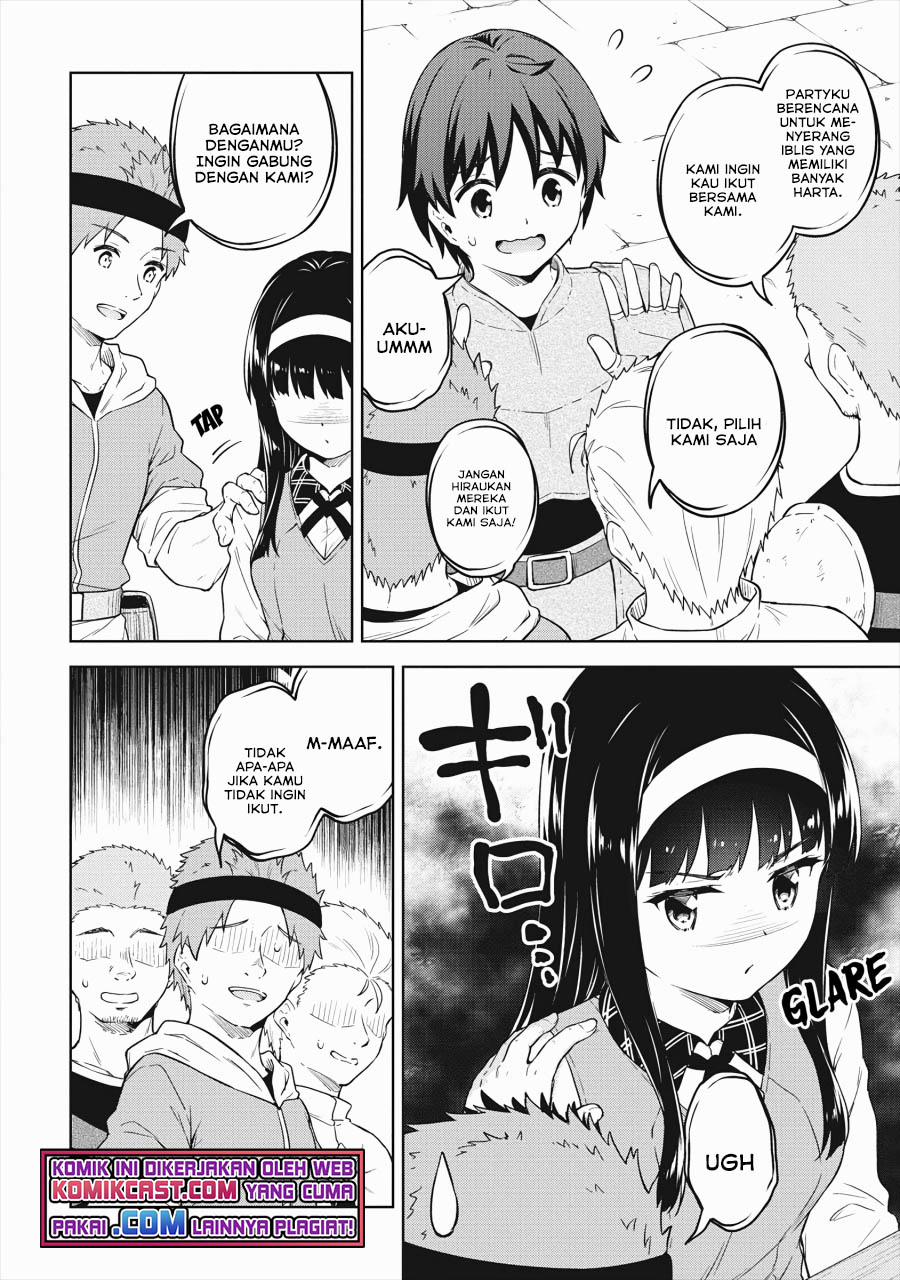 PARTYKU
BERENCANA
UNTUK ME-
NYERANG
IBLIS YANG
MEMILIKI
BANYAK
HARTA.
KAMI INGIN
KAU IKUT
BERSAMA
KAMI.
AKU-
UMMM
TIDAK, PILIH
KAMI SAJA
JANGAN
HIRAUKAN
MEREKA
DAN IKUT
KAMI SAJA!
BAGAIMANA
DENGANMU?
INGIN GABUNG
DENGAN KAMI?
TAP
ギロ...
GLARE
UGH
M-MAAF.
TIDAK
APA-APA
JIKA KAMU
TIDAK INGIN
IKUT.
KOMIK INI DIKERJAKAN OLEH WEB
KOMIKCAST.COM YANG CUMA
PAKAI .COM LAINNYA PLAGIAT!